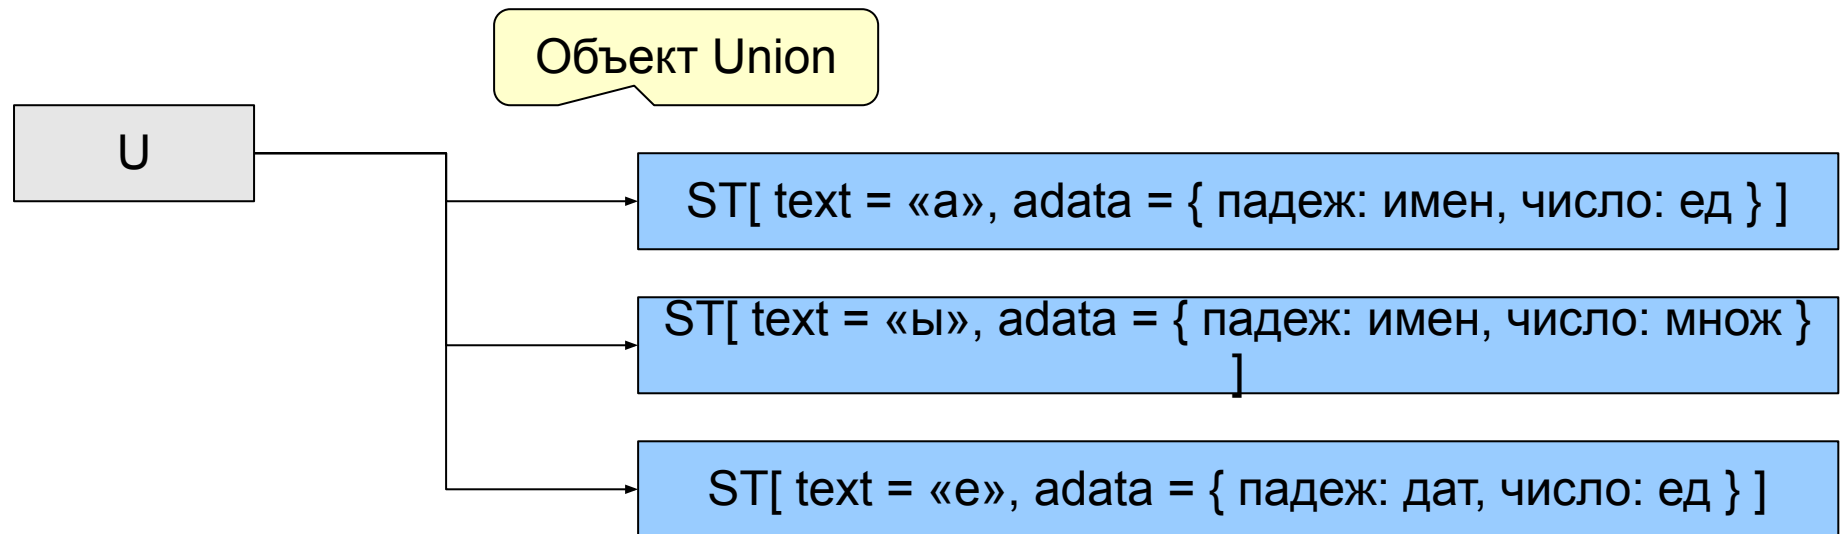 Объект Union
U
ST[ text = «а», adata = { падеж: имен, число: ед } ]
ST[ text = «ы», adata = { падеж: имен, число: множ }
]
ST[ text = «е», adata = { падеж: дат, число: ед } ]